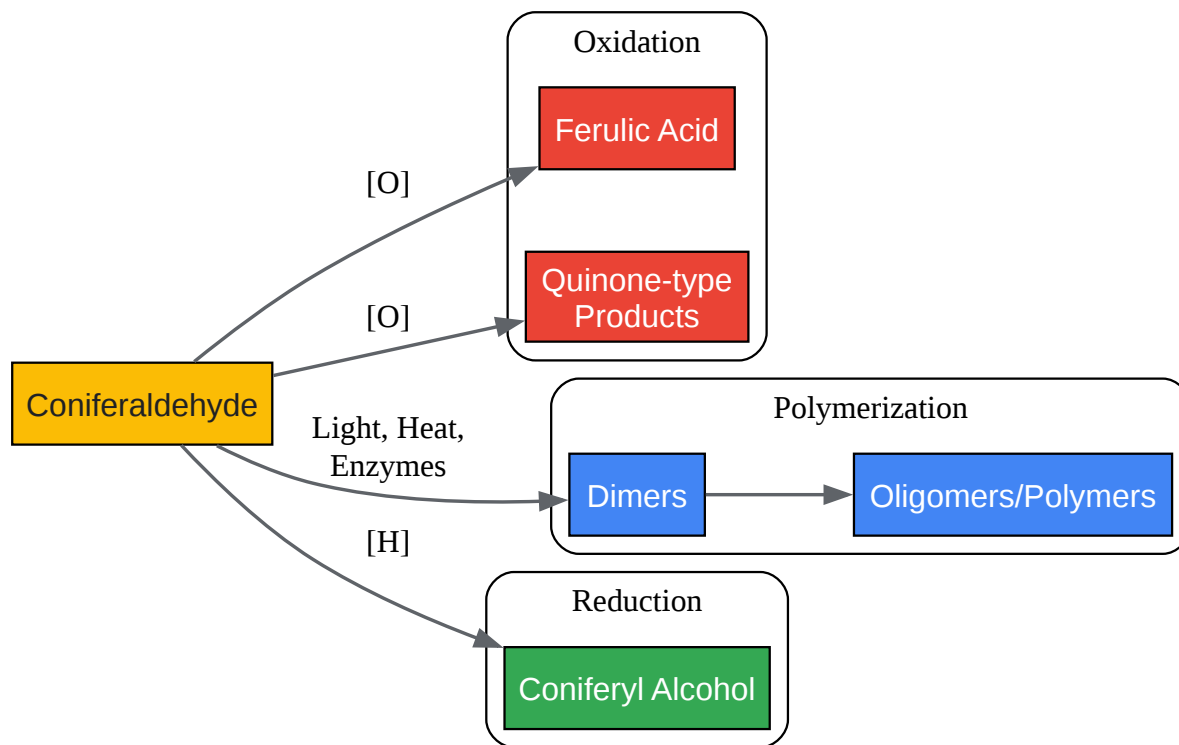 Oxidation
Ferulic Acid
[O]
Quinone-type
Products
[O]
Coniferaldehyde
Polymerization
Light, Heat,
Enzymes
Dimers
Oligomers/Polymers
[H]
Reduction
Coniferyl Alcohol